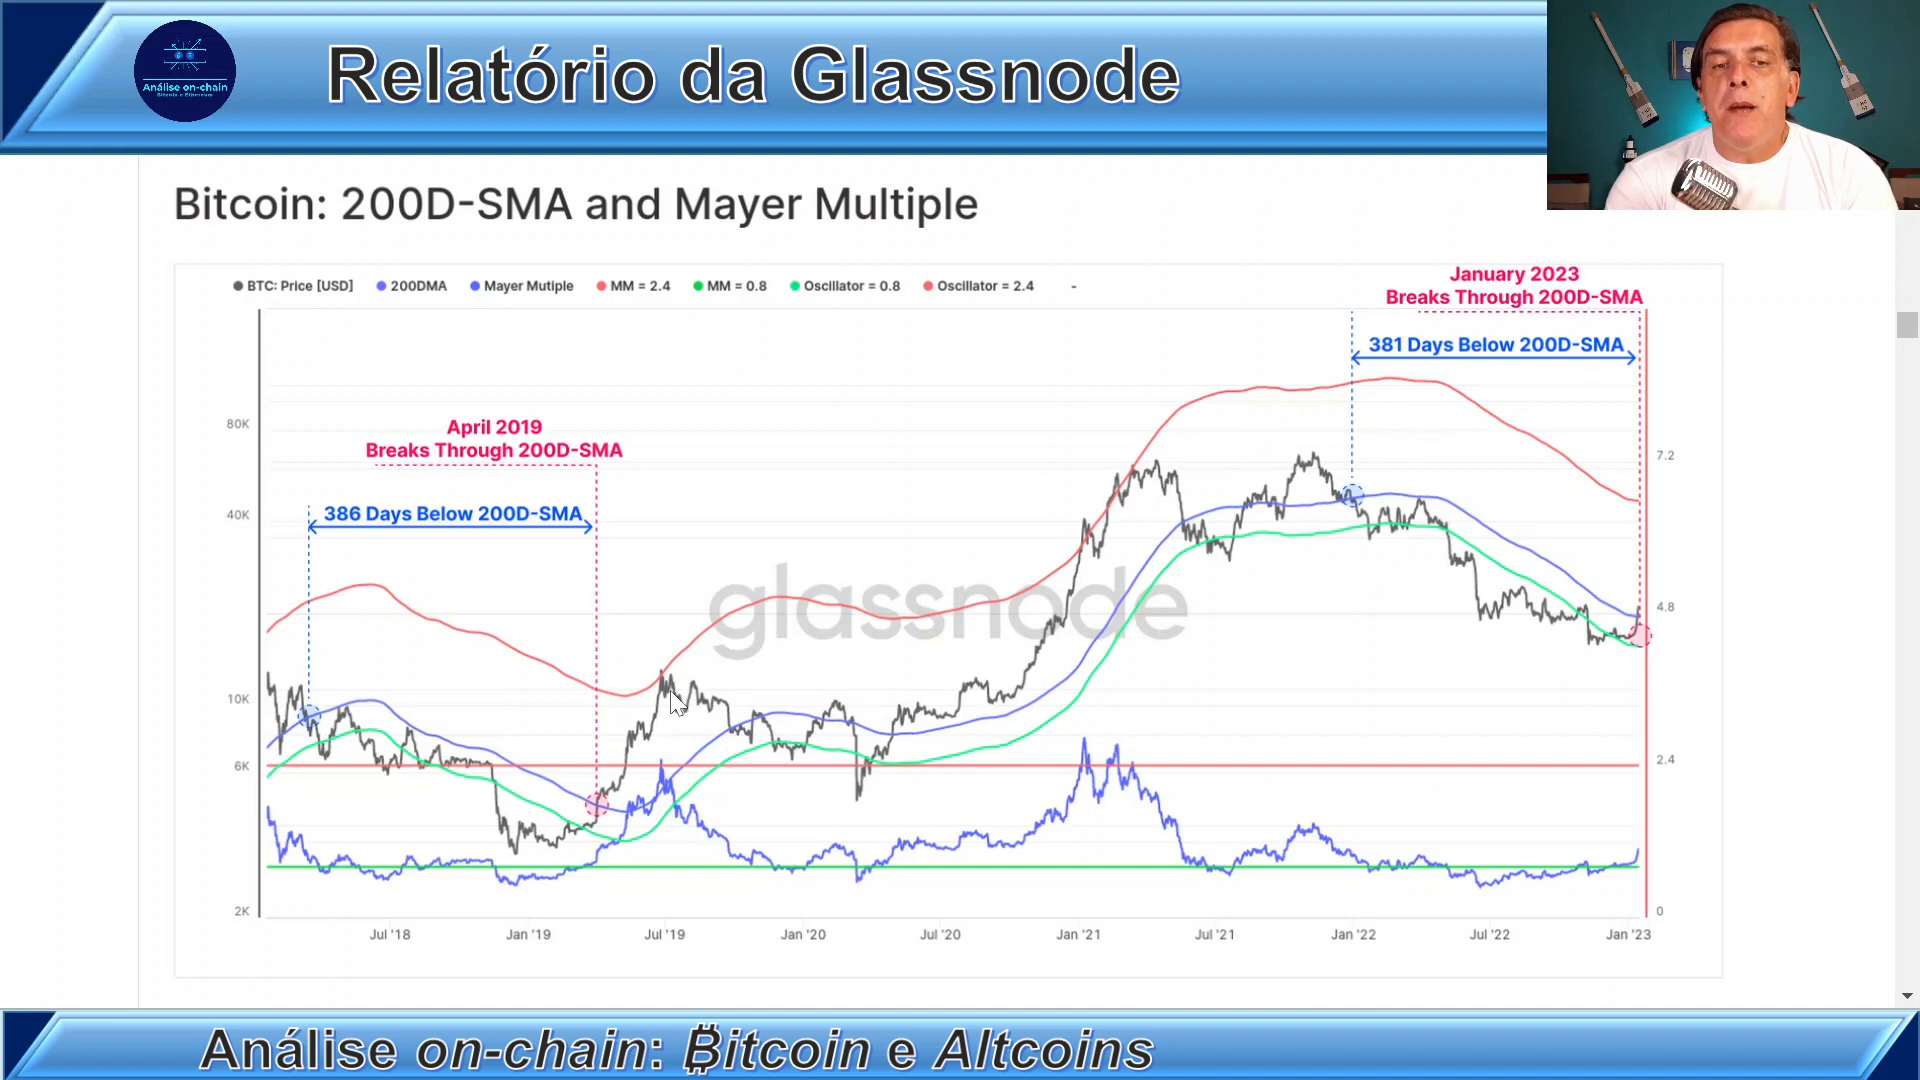 Análise on-chain
Bitcoin e Ethereum
Relatório da Glassnode
Bitcoin: 200D-SMA and Mayer Multiple
BTC: Price [USD] 200DMA Mayer Mutiple MM = 2.4 MM = 0.8 Oscillator = 0.8 Oscillator = 2.4 -
January 2023
Breaks Through 200D-SMA
381 Days Below 200D-SMA
April 2019
Breaks Through 200D-SMA
386 Days Below 200D-SMA
glassnode
80K
40K
10K
6K
2K
7.2
4.8
2.4
0
Jul '18 Jan '19 Jul '19 Jan '20 Jul '20 Jan '21 Jul '21 Jan '22 Jul '22 Jan '23
Análise on-chain: ₿itcoin e Altcoins